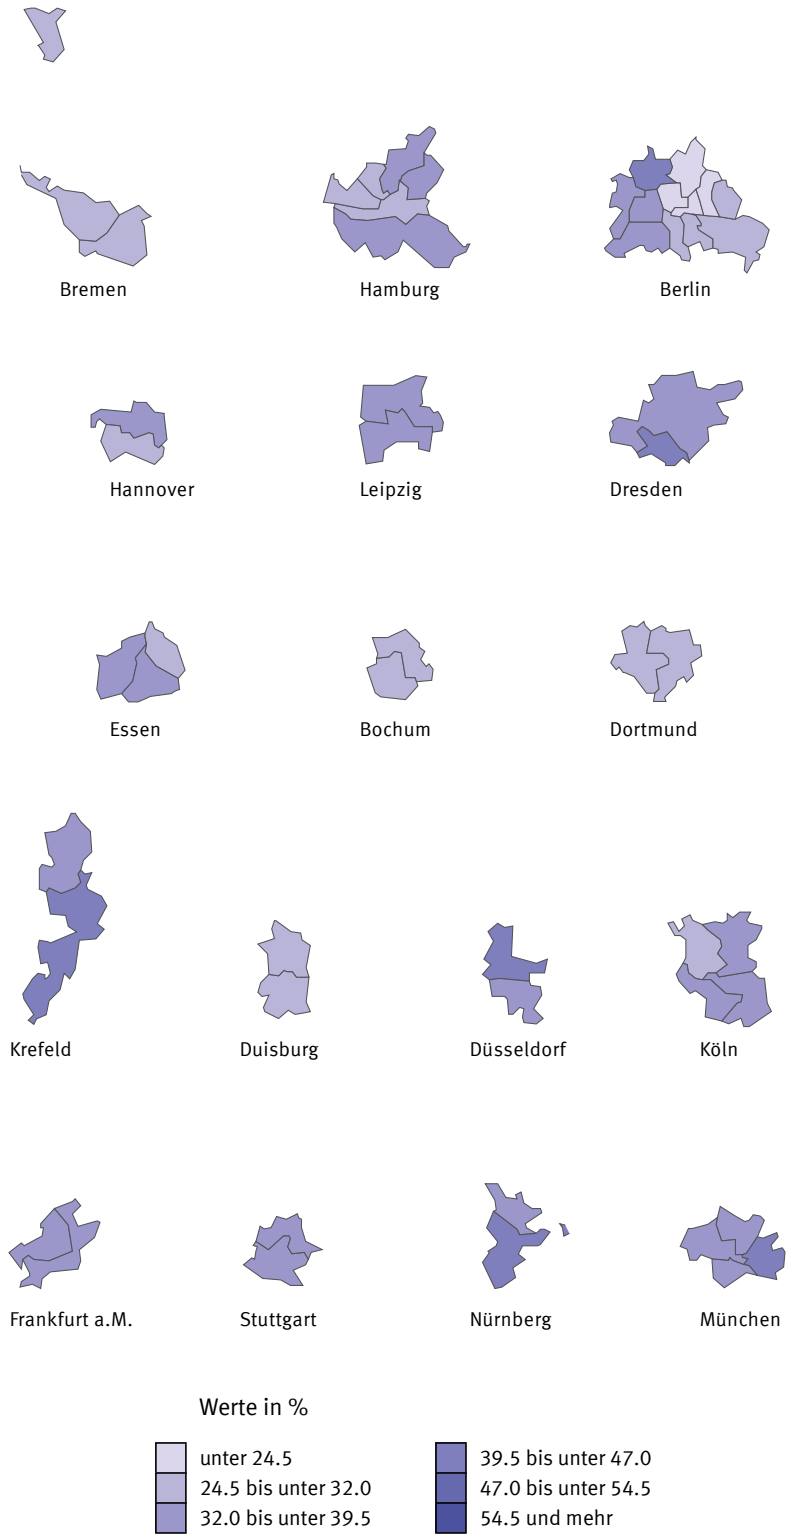 Bremen
Hamburg
Berlin
Hannover
Leipzig
Dresden
Essen
Bochum
Dortmund
Krefeld
Duisburg
Düsseldorf
Köln
Frankfurt a.M.
Stuttgart
Nürnberg
München
Werte in %
unter 24.5
24.5 bis unter 32.0
32.0 bis unter 39.5
39.5 bis unter 47.0
47.0 bis unter 54.5
54.5 und mehr